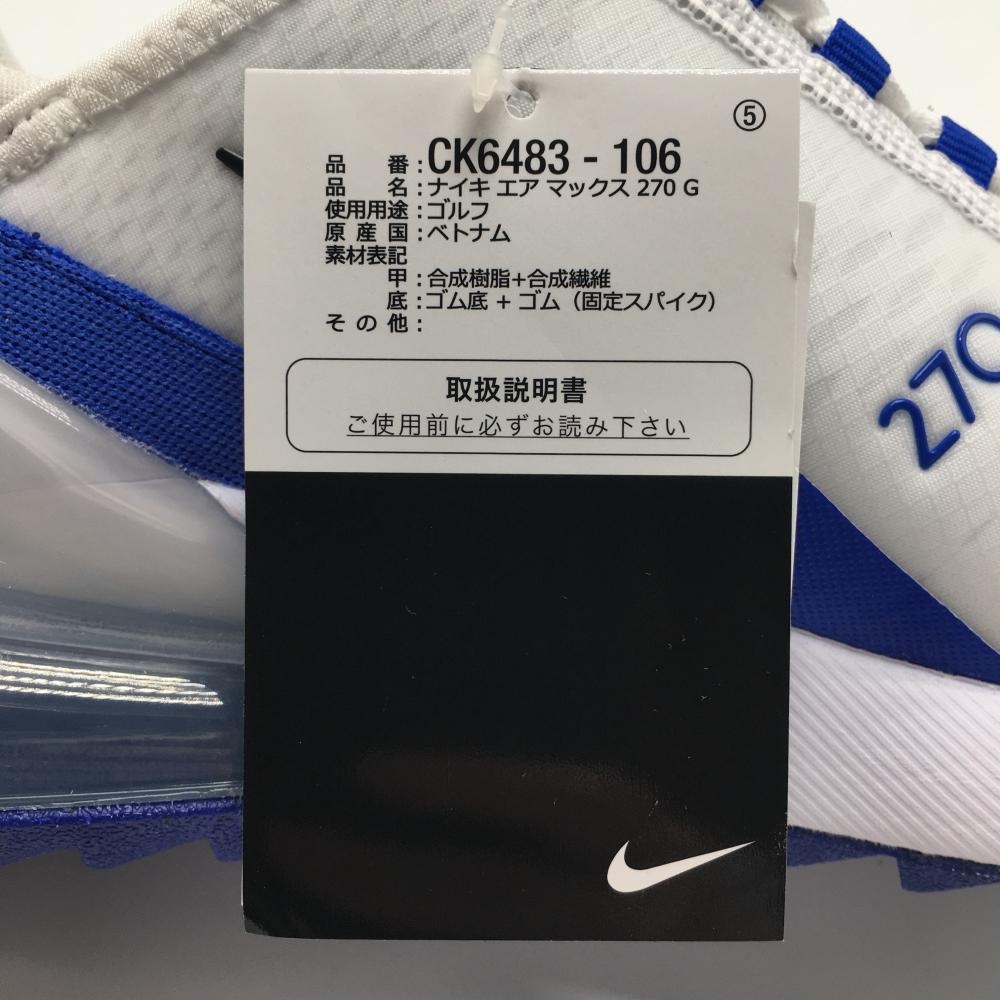 ⑤
品番:CK6483 - 106
品名:ナイキ エア マックス 270 G
使用用途:ゴルフ
原産国:ベトナム
素材表記
甲:合成樹脂+合成繊維
底:ゴム底 + ゴム（固定スパイク）
その他:
取扱説明書
ご使用前に必ずお読み下さい
270